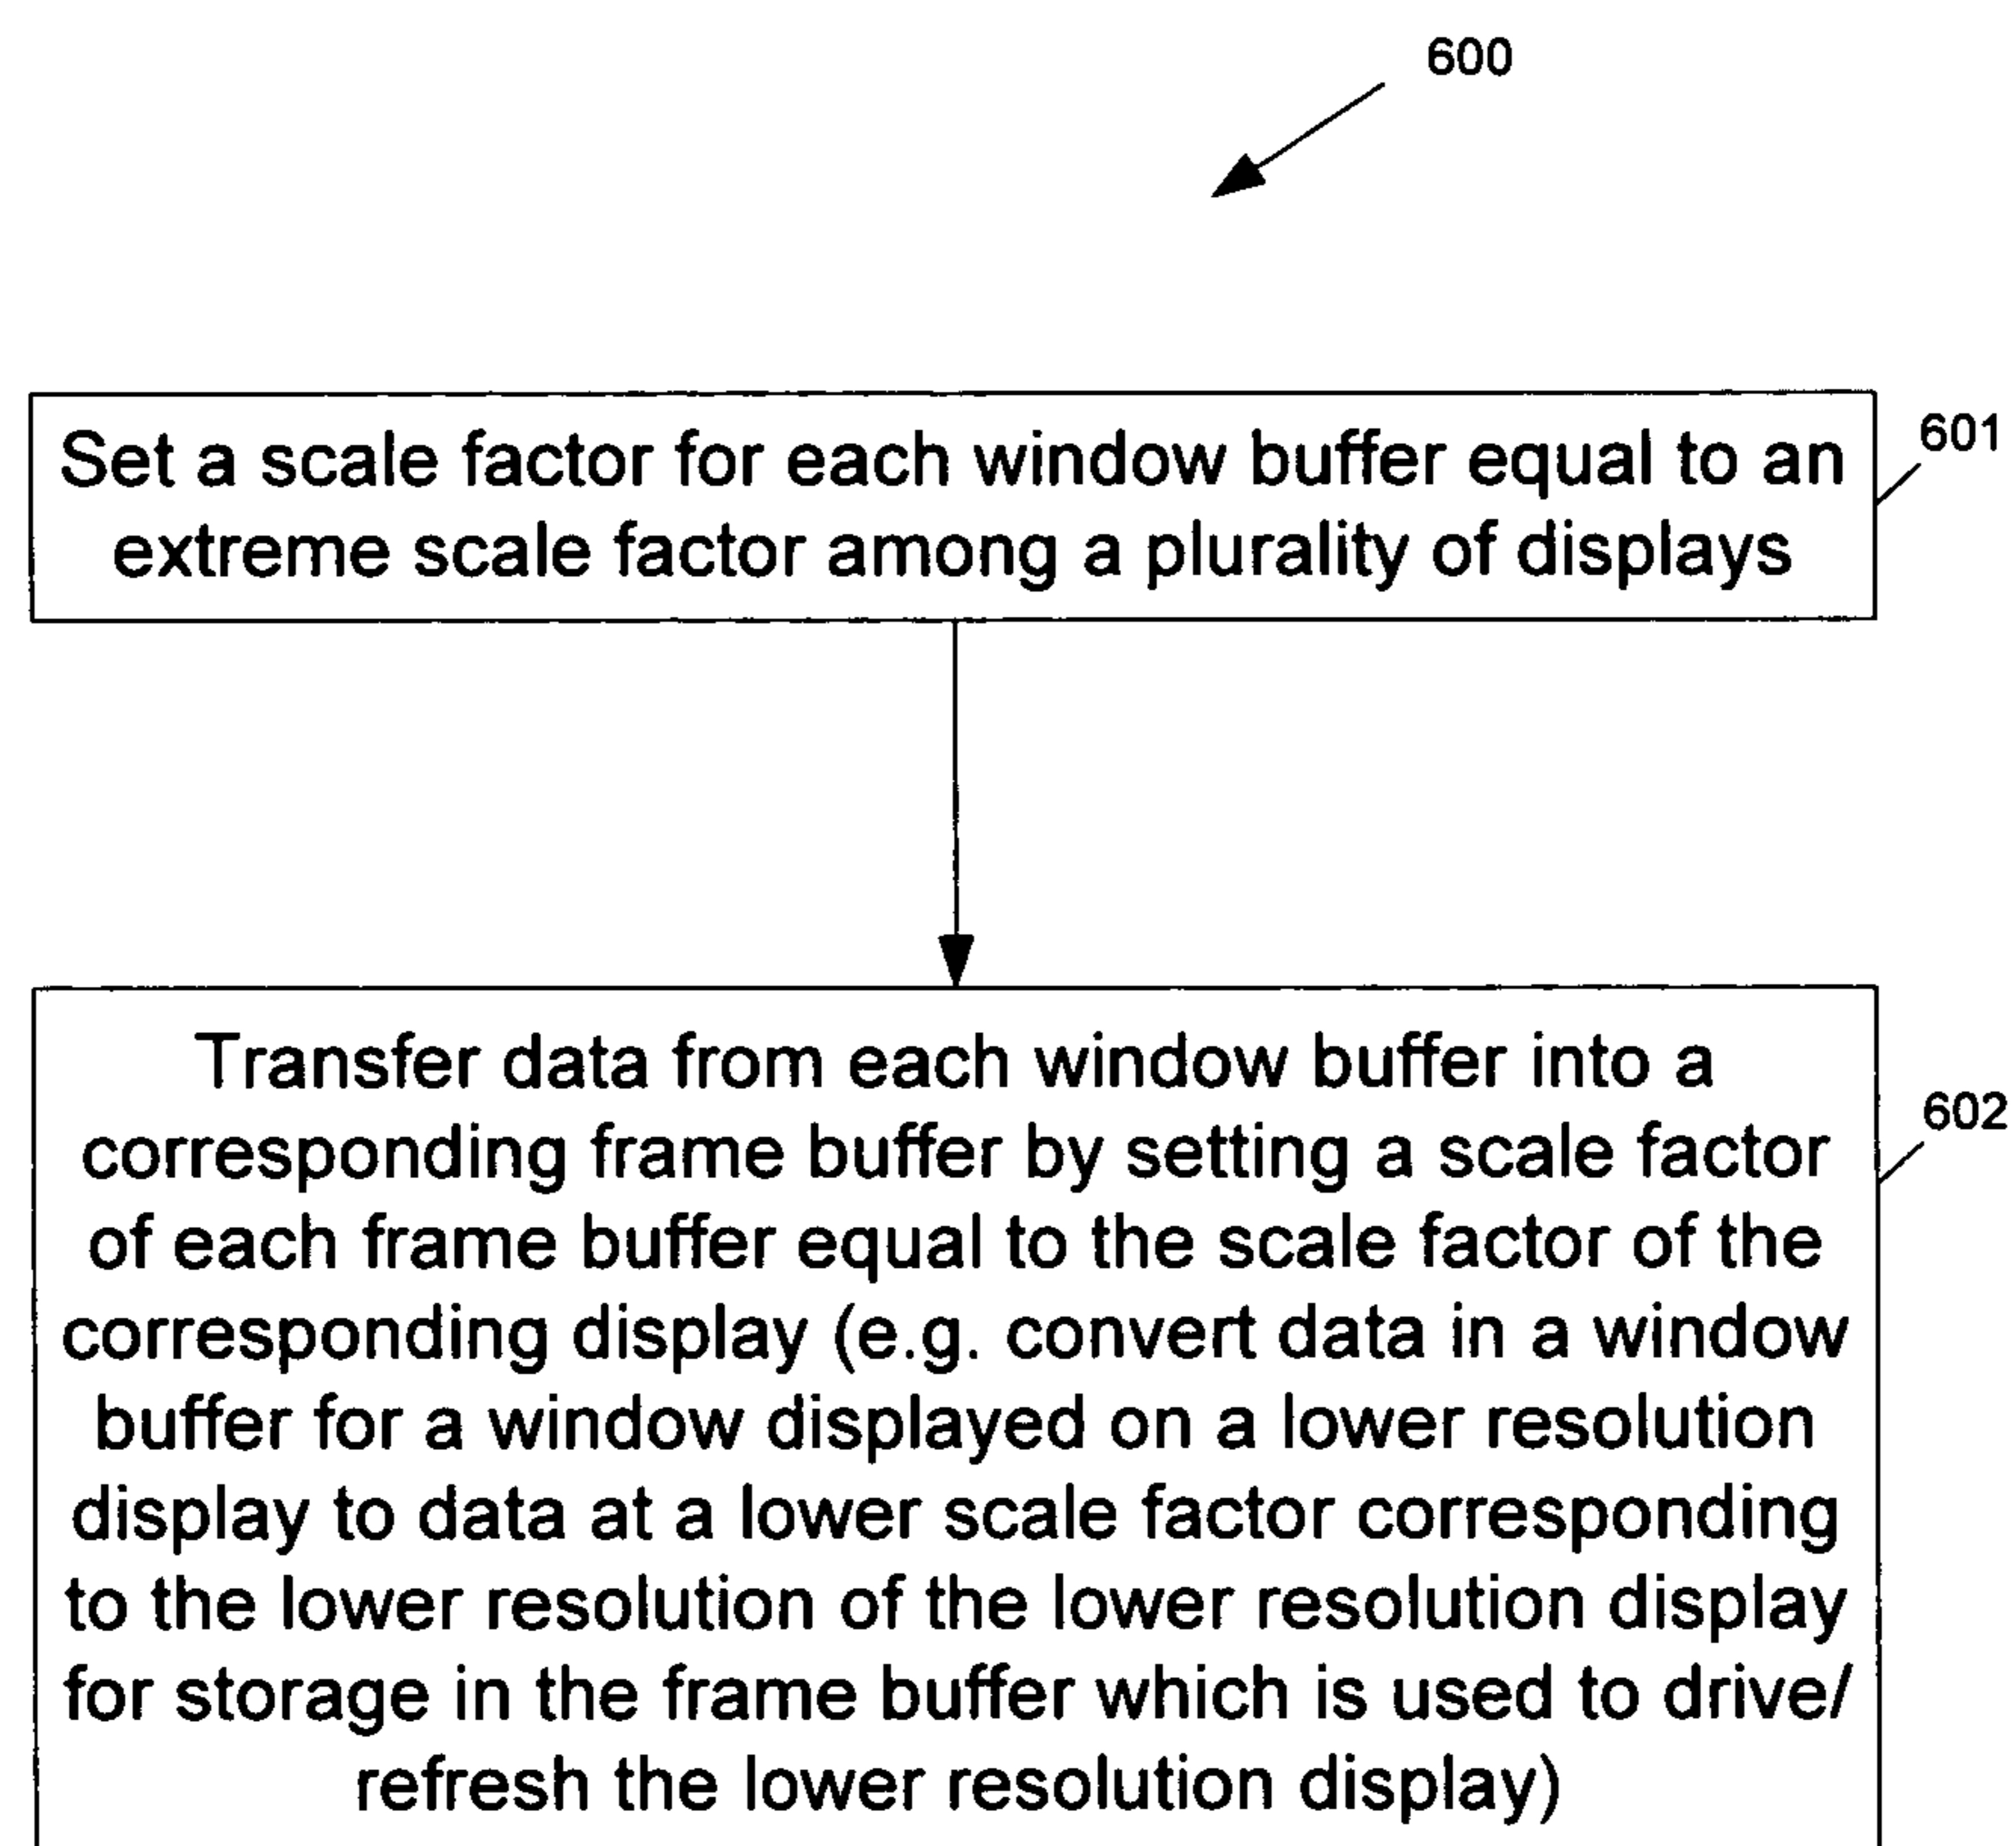 600
Set a scale factor for each window buffer equal to an
extreme scale factor among a plurality of displays
601
Transfer data from each window buffer into a
corresponding frame buffer by setting a scale factor
of each frame buffer equal to the scale factor of the
corresponding display (e.g. convert data in a window
buffer for a window displayed on a lower resolution
display to data at a lower scale factor corresponding
to the lower resolution of the lower resolution display
for storage in the frame buffer which is used to drive/
refresh the lower resolution display)
602